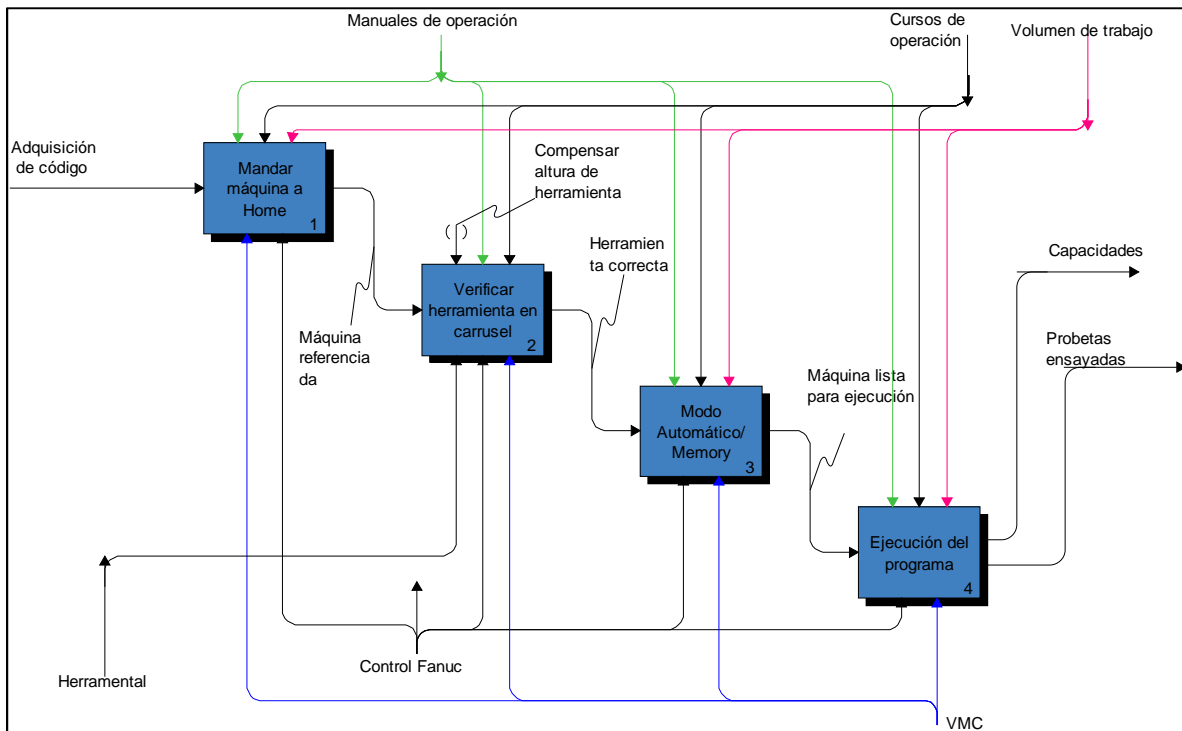 Manuales de operación
Cursos de
operación
Volumen de trabajo
Adquisición
de código
Mandar
máquina a
Home
1
Compensar
altura de
herramienta
( )
Herramien
ta correcta
Verificar
herramienta en
carrusel
2
Máquina
referencia
da
Capacidades
Probetas
ensayadas
Máquina lista
para ejecución
Modo
Automático/
Memory
3
Ejecución del
programa
4
Herramental
Control Fanuc
VMC